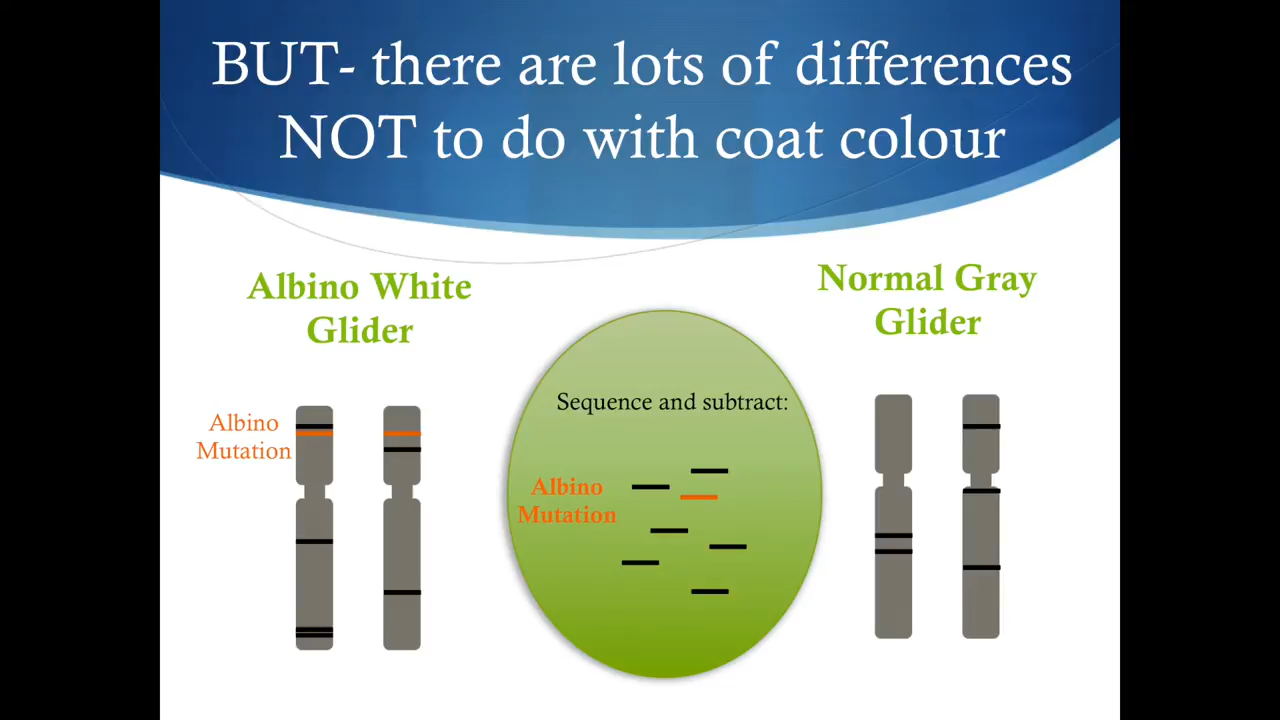 BUT- there are lots of differences
NOT to do with coat colour
Albino White
Glider
Normal Gray
Glider
Albino
Mutation
Sequence and subtract:
Albino
Mutation